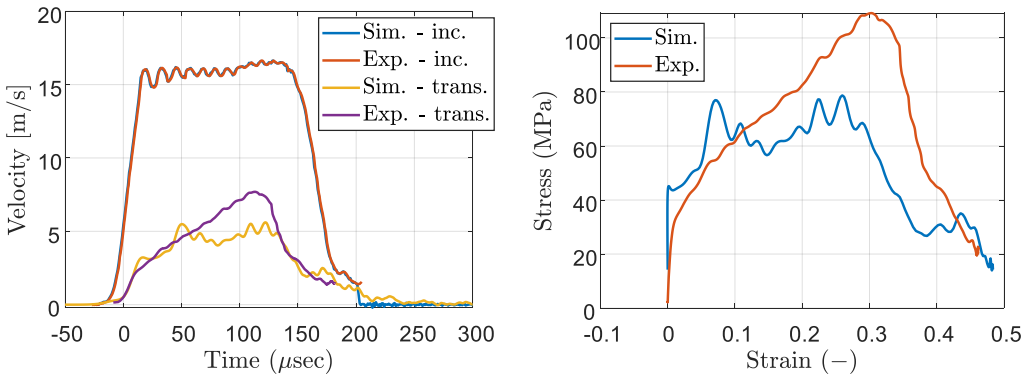 20
15
10
5
0
Velocity [m/s]
-50 0 50 100 150 200 250 300
Time (μsec)
Sim. - inc.
Exp. - inc.
Sim. - trans.
Exp. - trans.
100
80
60
40
20
0
Stress (MPa)
-0.1 0 0.1 0.2 0.3 0.4 0.5
Strain (−)
Sim.
Exp.